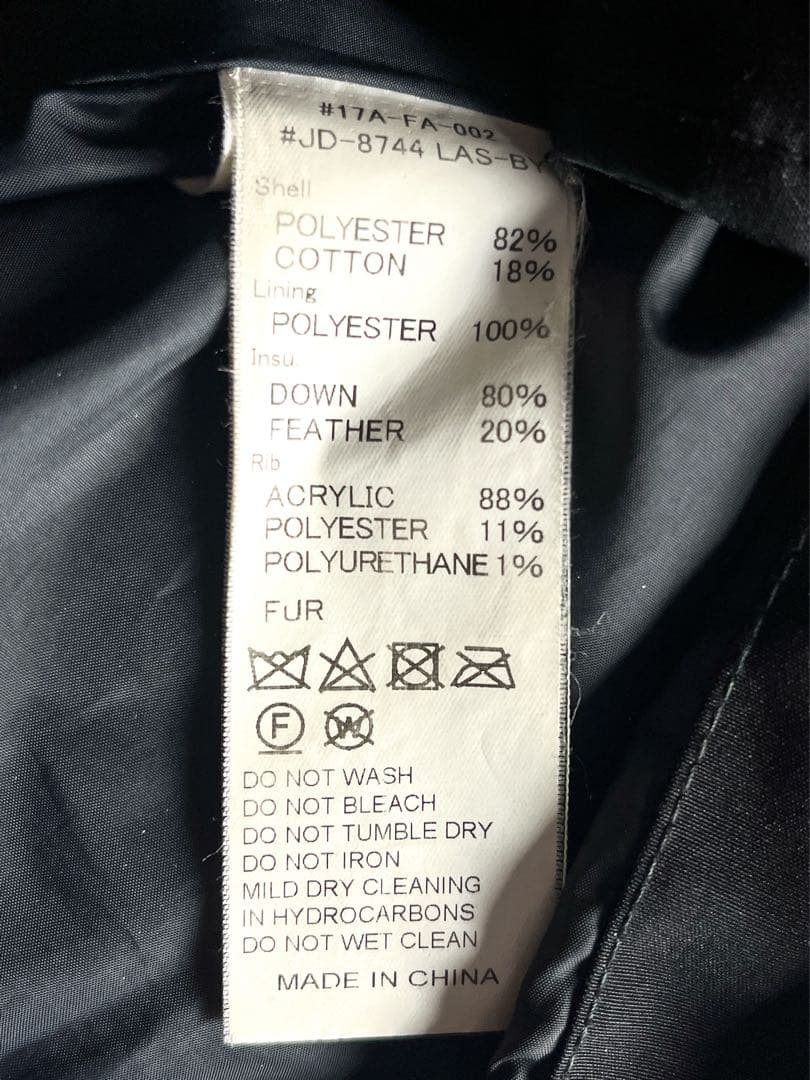 #17A-FA-002
#JD-8744 LAS-BY
Shell
POLYESTER 82%
COTTON 18%
Lining
POLYESTER 100%
Insu.
DOWN 80%
FEATHER 20%
Rib
ACRYLIC 88%
POLYESTER 11%
POLYURETHANE 1%
FUR
F W
DO NOT WASH
DO NOT BLEACH
DO NOT TUMBLE DRY
DO NOT IRON
MILD DRY CLEANING
IN HYDROCARBONS
DO NOT WET CLEAN
MADE IN CHINA